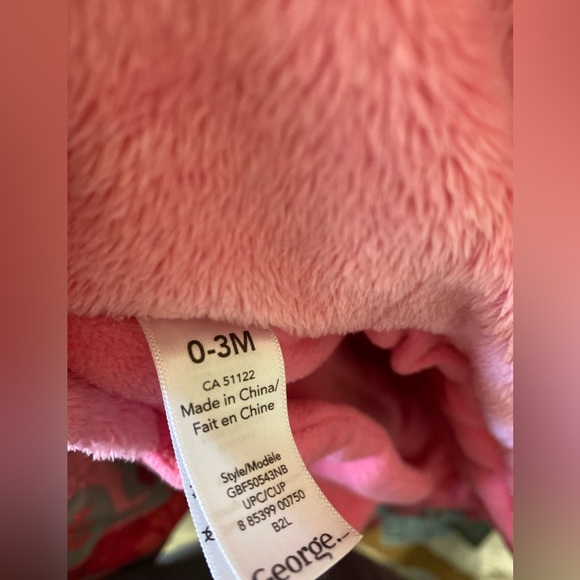 0-3M
CA 51122
Made in China/
Fait en Chine
Style/Modèle
GBF50543NB
UPC/CUP
8 85399 00750
B2L
George.